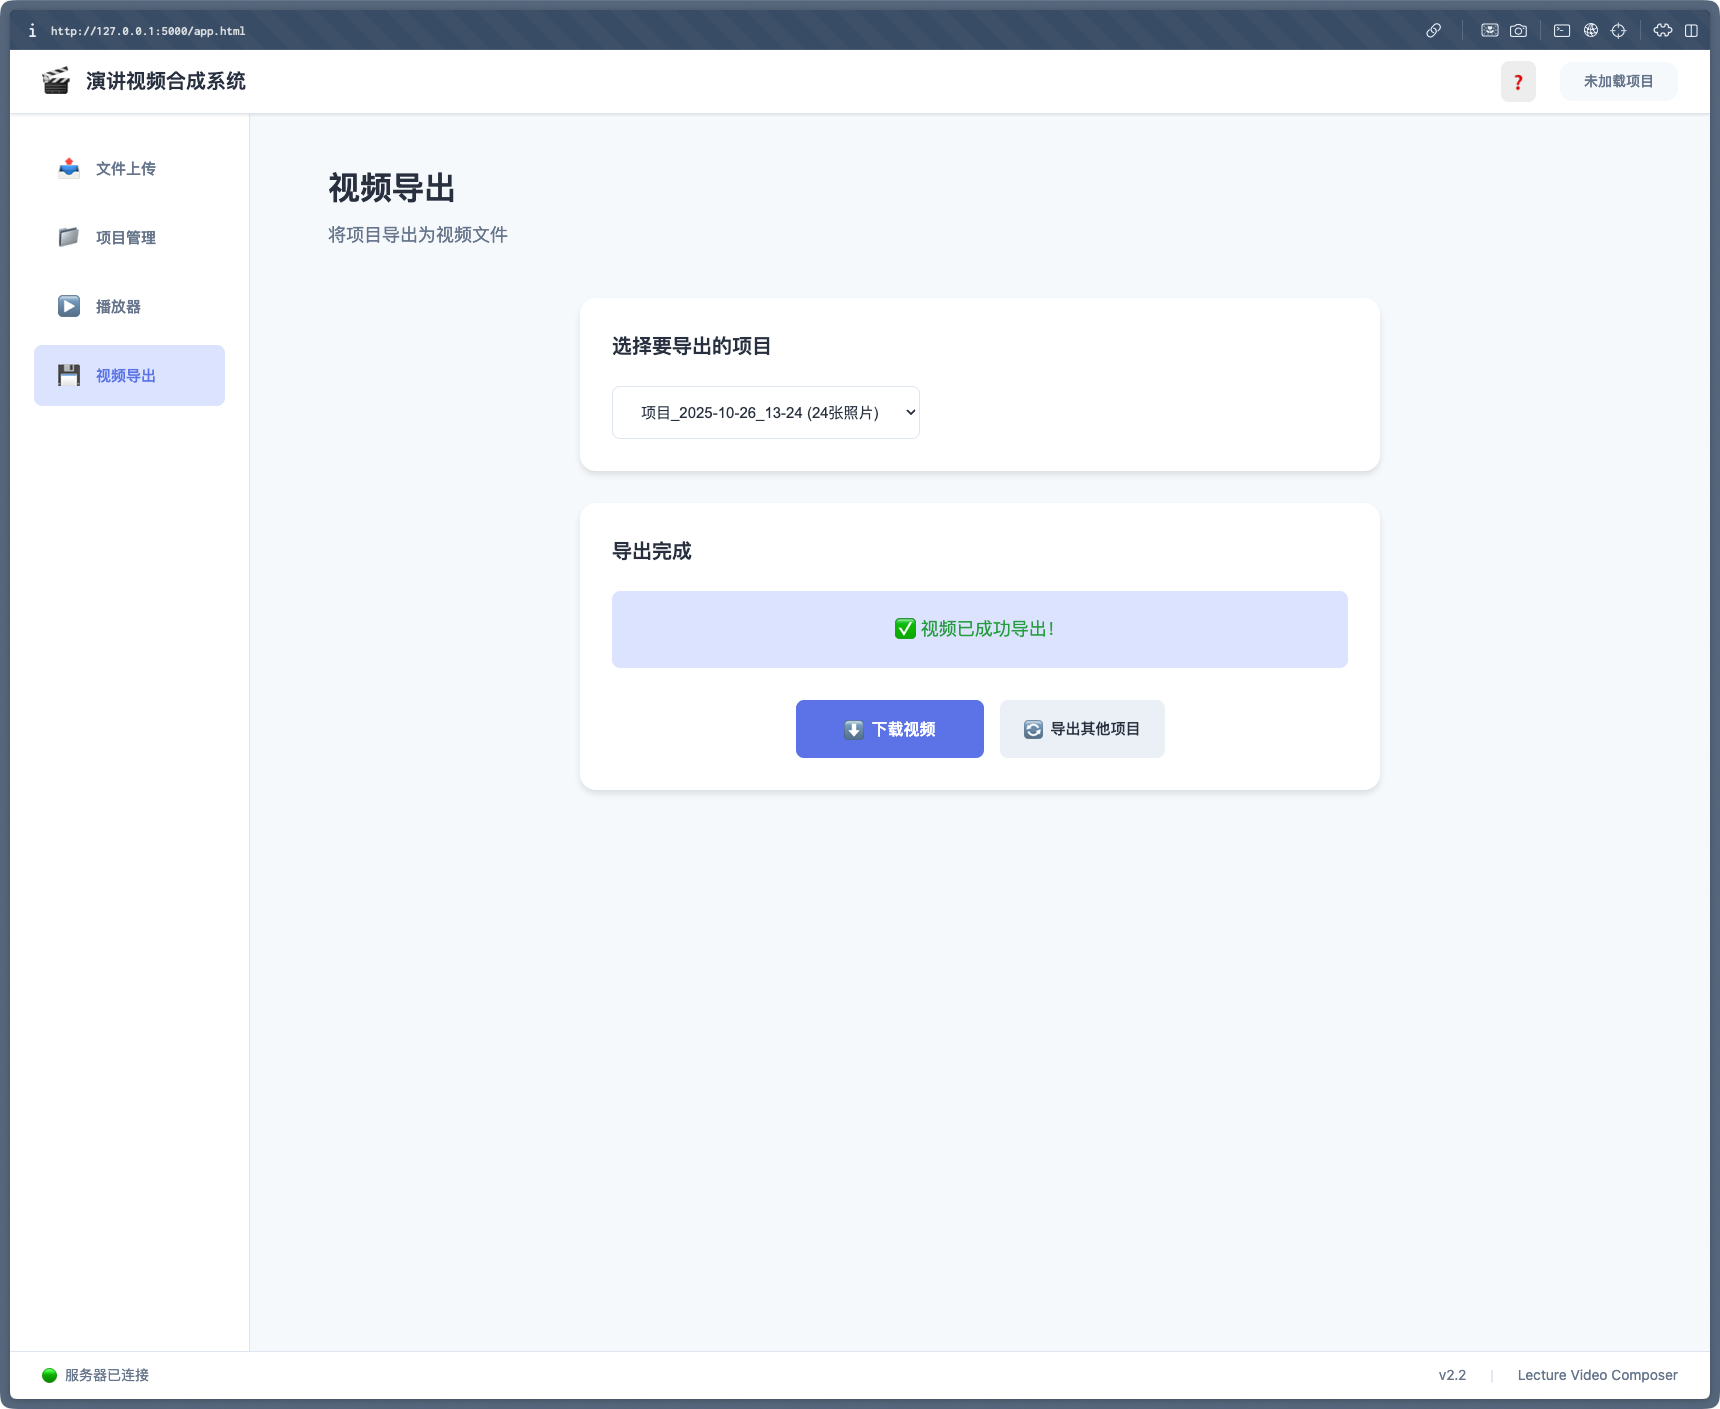 http://127.0.0.1:5000/app.html
演讲视频合成系统
?
未加载项目
文件上传
项目管理
播放器
视频导出
视频导出
将项目导出为视频文件
选择要导出的项目
项目_2025-10-26_13-24 (24张照片)
导出完成
✅ 视频已成功导出!
⬇️ 下载视频
🔄 导出其他项目
服务器已连接
v2.2 | Lecture Video Composer